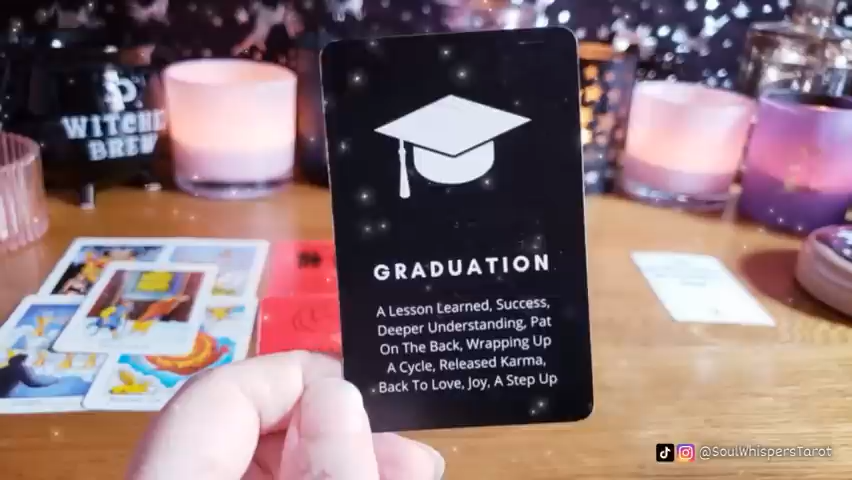 WITCHES
BREW
GRADUATION
A Lesson Learned, Success,
Deeper Understanding, Pat
On The Back, Wrapping Up
A Cycle, Released Karma,
Back To Love, Joy, A Step Up
@SoulWhispersTarot